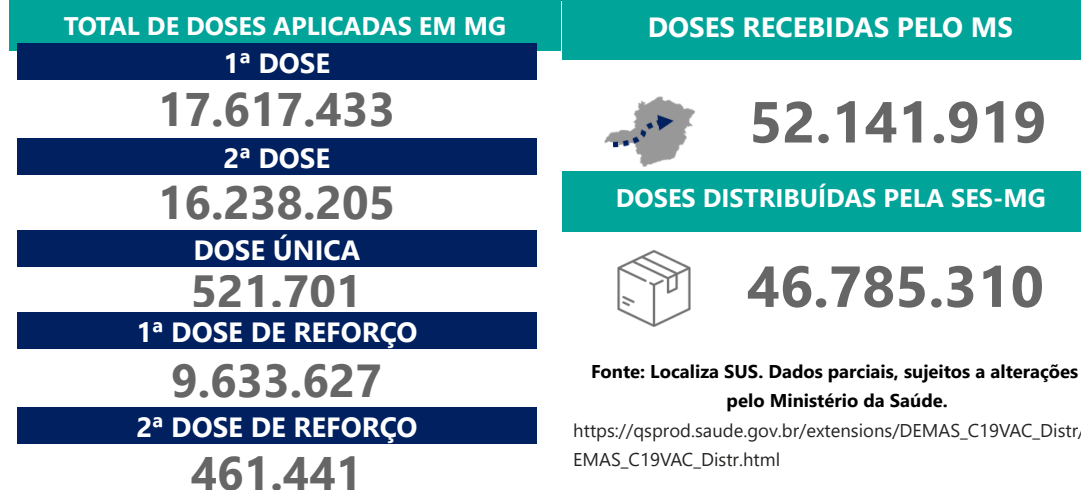 TOTAL DE DOSES APLICADAS EM MG
1ª DOSE
17.617.433
2ª DOSE
16.238.205
DOSE ÚNICA
521.701
1ª DOSE DE REFORÇO
9.633.627
2ª DOSE DE REFORÇO
461.441
DOSES RECEBIDAS PELO MS
52.141.919
DOSES DISTRIBUÍDAS PELA SES-MG
46.785.310
Fonte: Localiza SUS. Dados parciais, sujeitos a alterações
pelo Ministério da Saúde.
https://qsprod.saude.gov.br/extensions/DEMAS_C19VAC_Distr/
EMAS_C19VAC_Distr.html